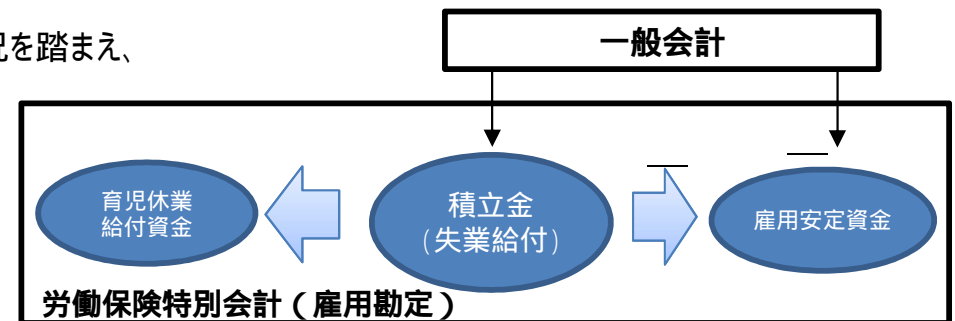 況を踏まえ、
一般会計
育児休業
給付資金
積立金
(失業給付)
雇用安定資金
労働保険特別会計(雇用勘定)